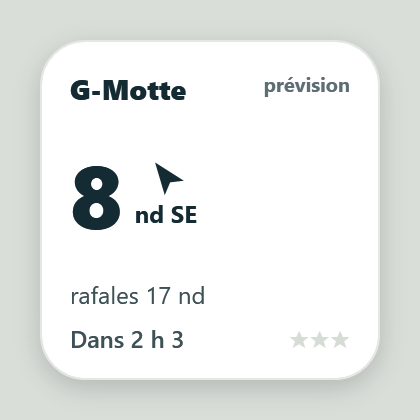 G-Motte
prévision
8 nd SE
rafales 17 nd
Dans 2 h 3